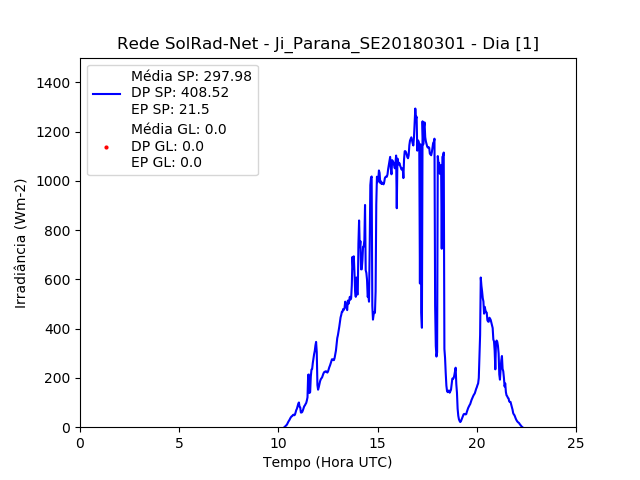 Rede SolRad-Net - Ji_Parana_SE20180301 - Dia [1]
Média SP: 297.98
DP SP: 408.52
EP SP: 21.5
Média GL: 0.0
DP GL: 0.0
EP GL: 0.0
1400
1200
1000
800
600
400
200
0
Irradiância (Wm-2)
0 5 10 15 20 25
Tempo (Hora UTC)